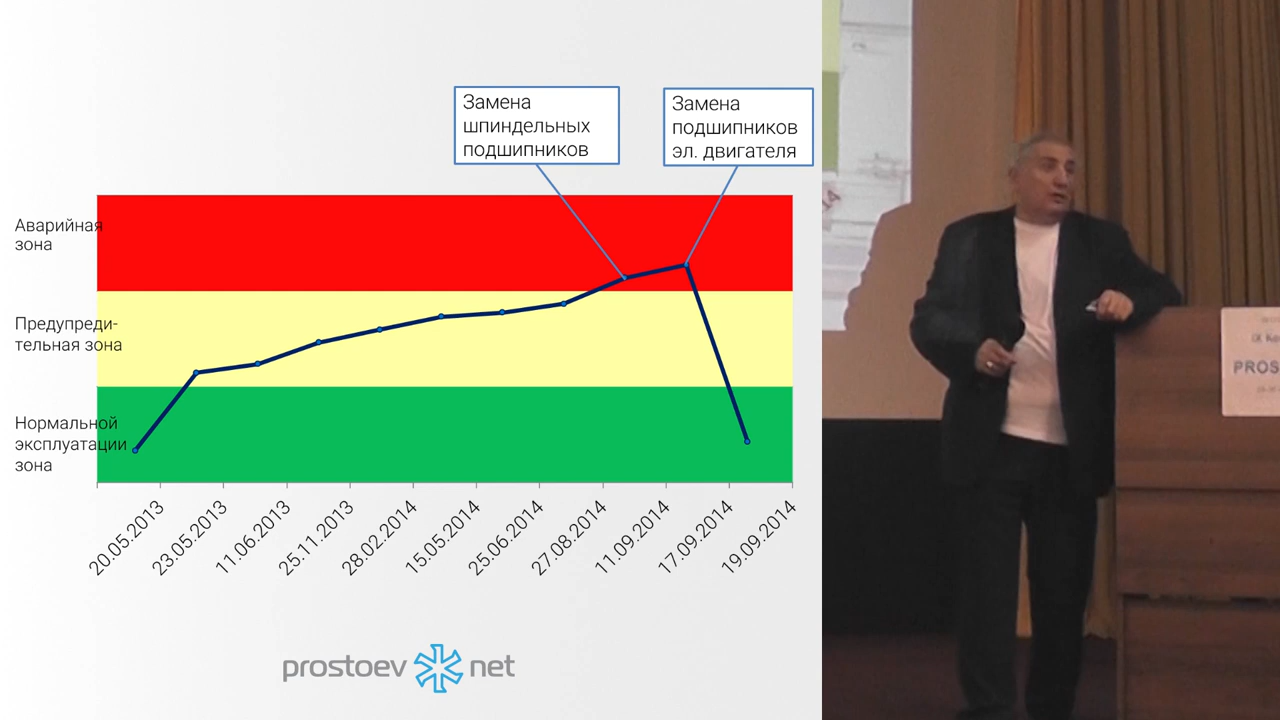 Замена
шпиндельных
подшипников
Замена
подшипников
эл. двигателя
Аварийная
зона
Предупреди-
тельная зона
Нормальной
эксплуатации
зона
20.05.2013
23.05.2013
11.06.2013
25.11.2013
28.02.2014
15.05.2014
25.06.2014
27.08.2014
11.09.2014
17.09.2014
19.09.2014
prostoev net
IX
PROS